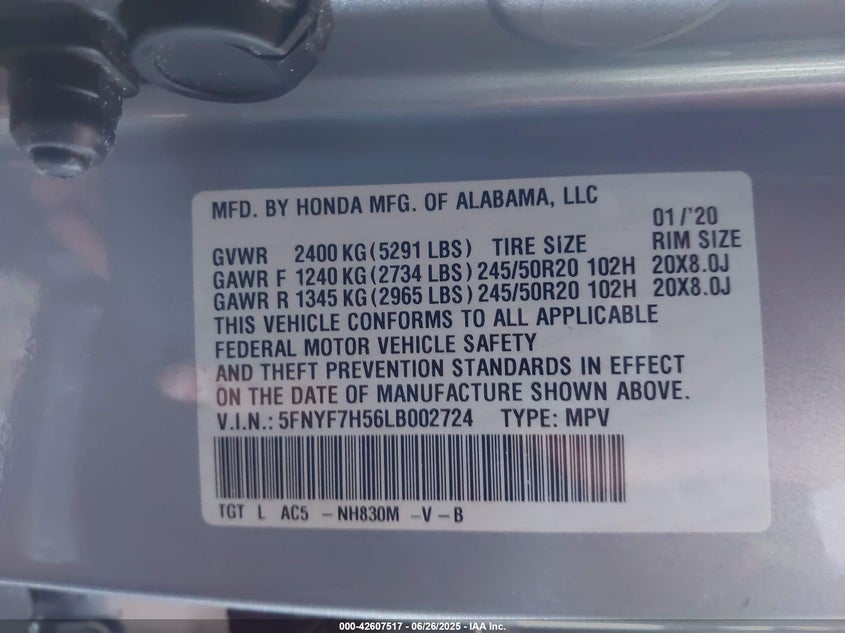 MFD. BY HONDA MFG. OF ALABAMA, LLC
01/'20
GVWR 2400 KG (5291 LBS) TIRE SIZE RIM SIZE
GAWR F 1240 KG (2734 LBS) 245/50R20 102H 20X8.0J
GAWR R 1345 KG (2965 LBS) 245/50R20 102H 20X8.0J
THIS VEHICLE CONFORMS TO ALL APPLICABLE
FEDERAL MOTOR VEHICLE SAFETY
AND THEFT PREVENTION STANDARDS IN EFFECT
ON THE DATE OF MANUFACTURE SHOWN ABOVE.
V.I.N.: 5FNYF7H56LB002724 TYPE: MPV
TGT L AC5 - NH830M - V - B
000-42607517 - 06/26/2025 - IAA Inc.